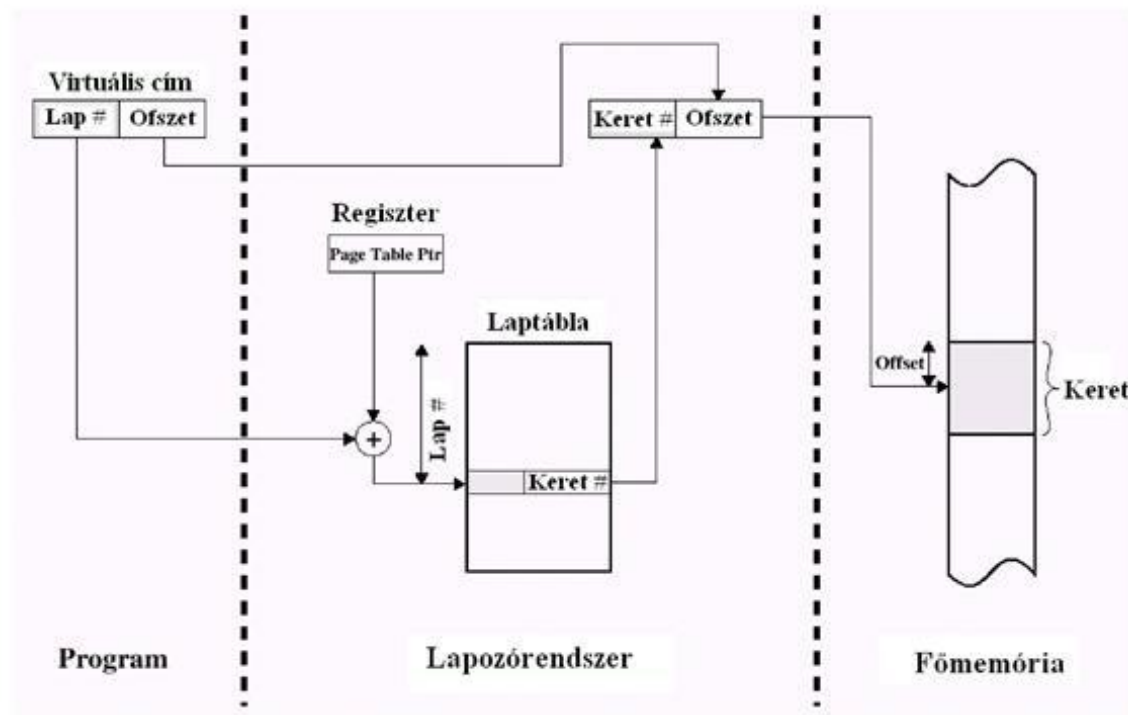 Virtuális cím
Lap # Ofszet
Keret # Ofszet
Regiszter
Page Table Ptr
Laptábla
Lap #
+
Keret #
Offset
Keret
Program
Lapozórendszer
Főmemória